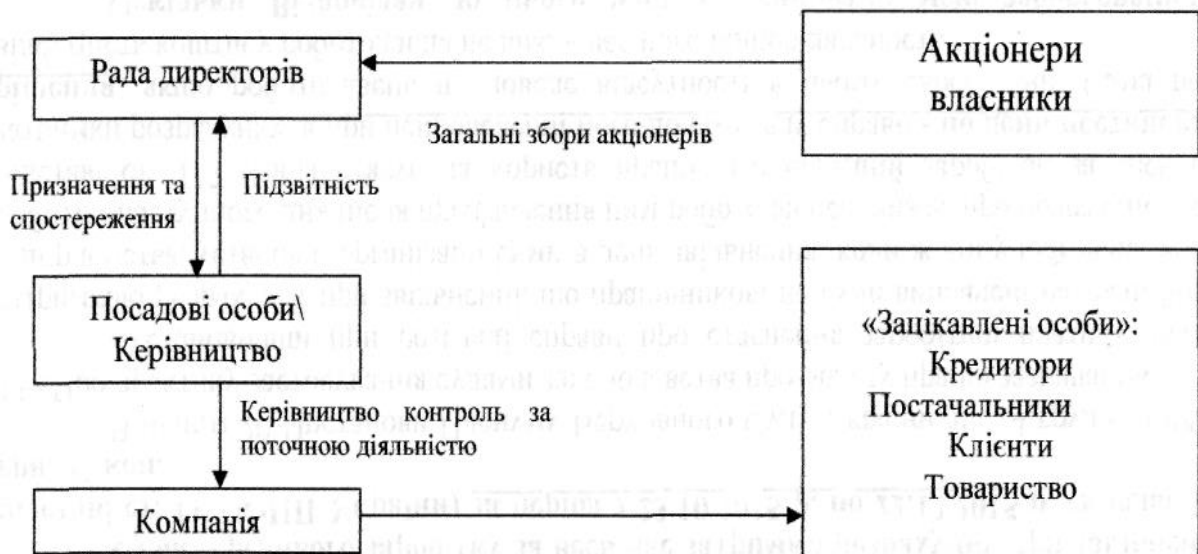 Рада директорів
Акціонери
власники
Загальні збори акціонерів
Призначення та
спостереження
Підзвітність
Посадові особи\
Керівництво
«Зацікавлені особи»:
Кредитори
Постачальники
Клієнти
Товариство
Керівництво контроль за
поточною діяльністю
Компанія